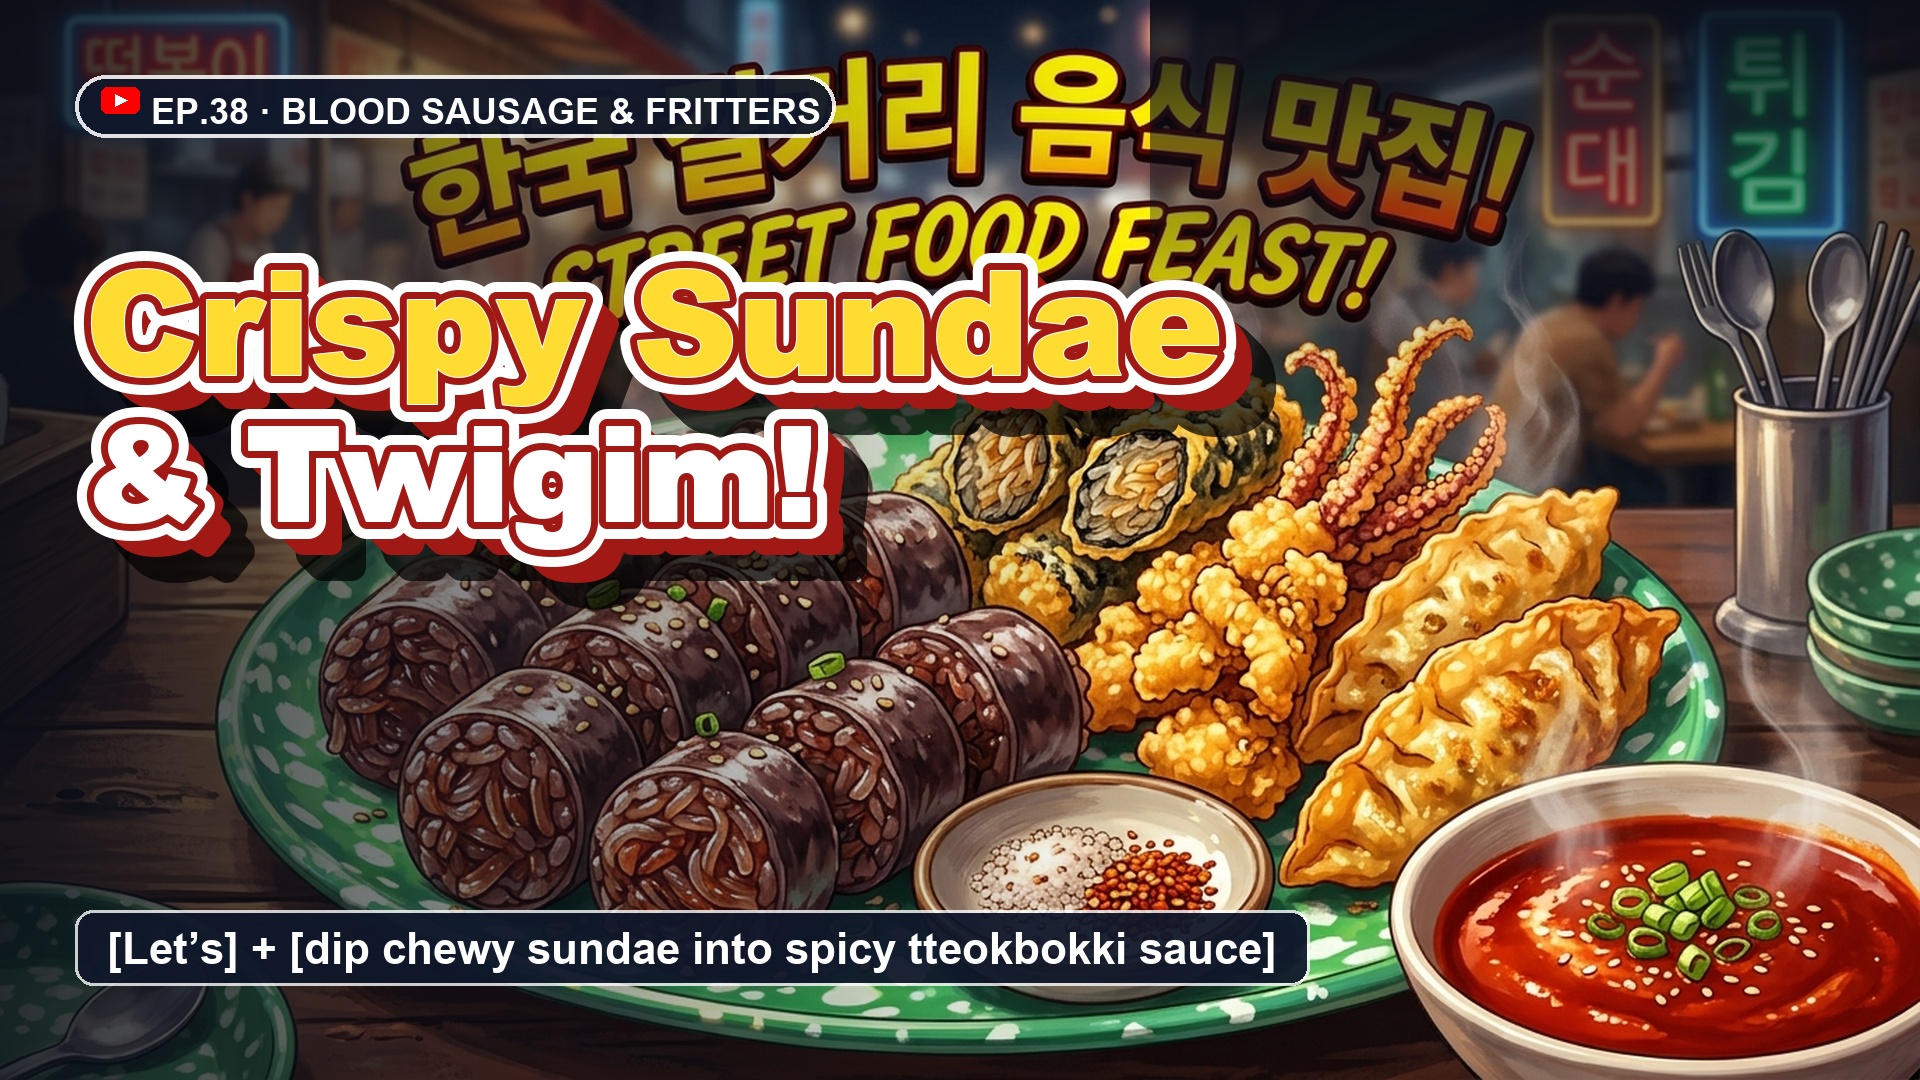 떡볶이
EP.38 · BLOOD SAUSAGE & FRITTERS
한국 길거리 음식 맛집!
STREET FOOD FEAST!
순대
튀김
Crispy Sundae
& Twigim!
[Let’s] + [dip chewy sundae into spicy tteokbokki sauce]